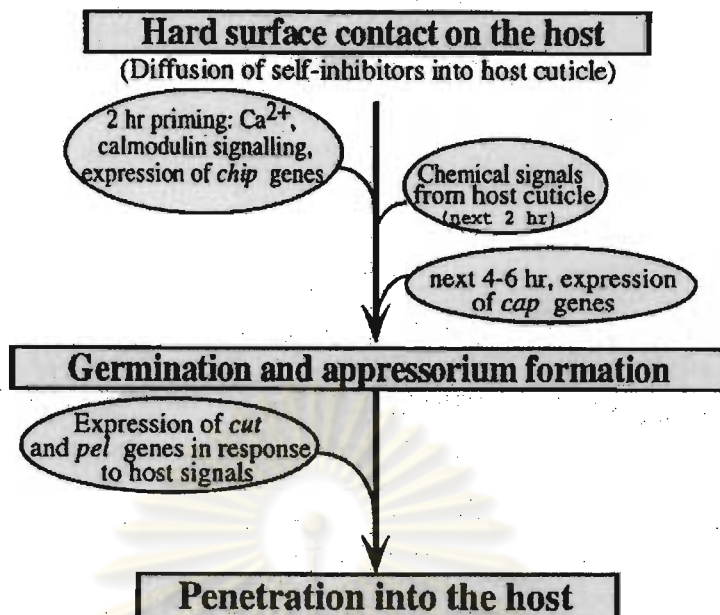 Hard surface contact on the host
(Diffusion of self-inhibitors into host cuticle)
2 hr priming: Ca2+,
calmodulin signalling,
expression of chip genes
Chemical signals
from host cuticle
(next 2 hr)
next 4-6 hr, expression
of cap genes
Germination and appressorium formation
Expression of cut
and pel genes in response
to host signals
Penetration into the host